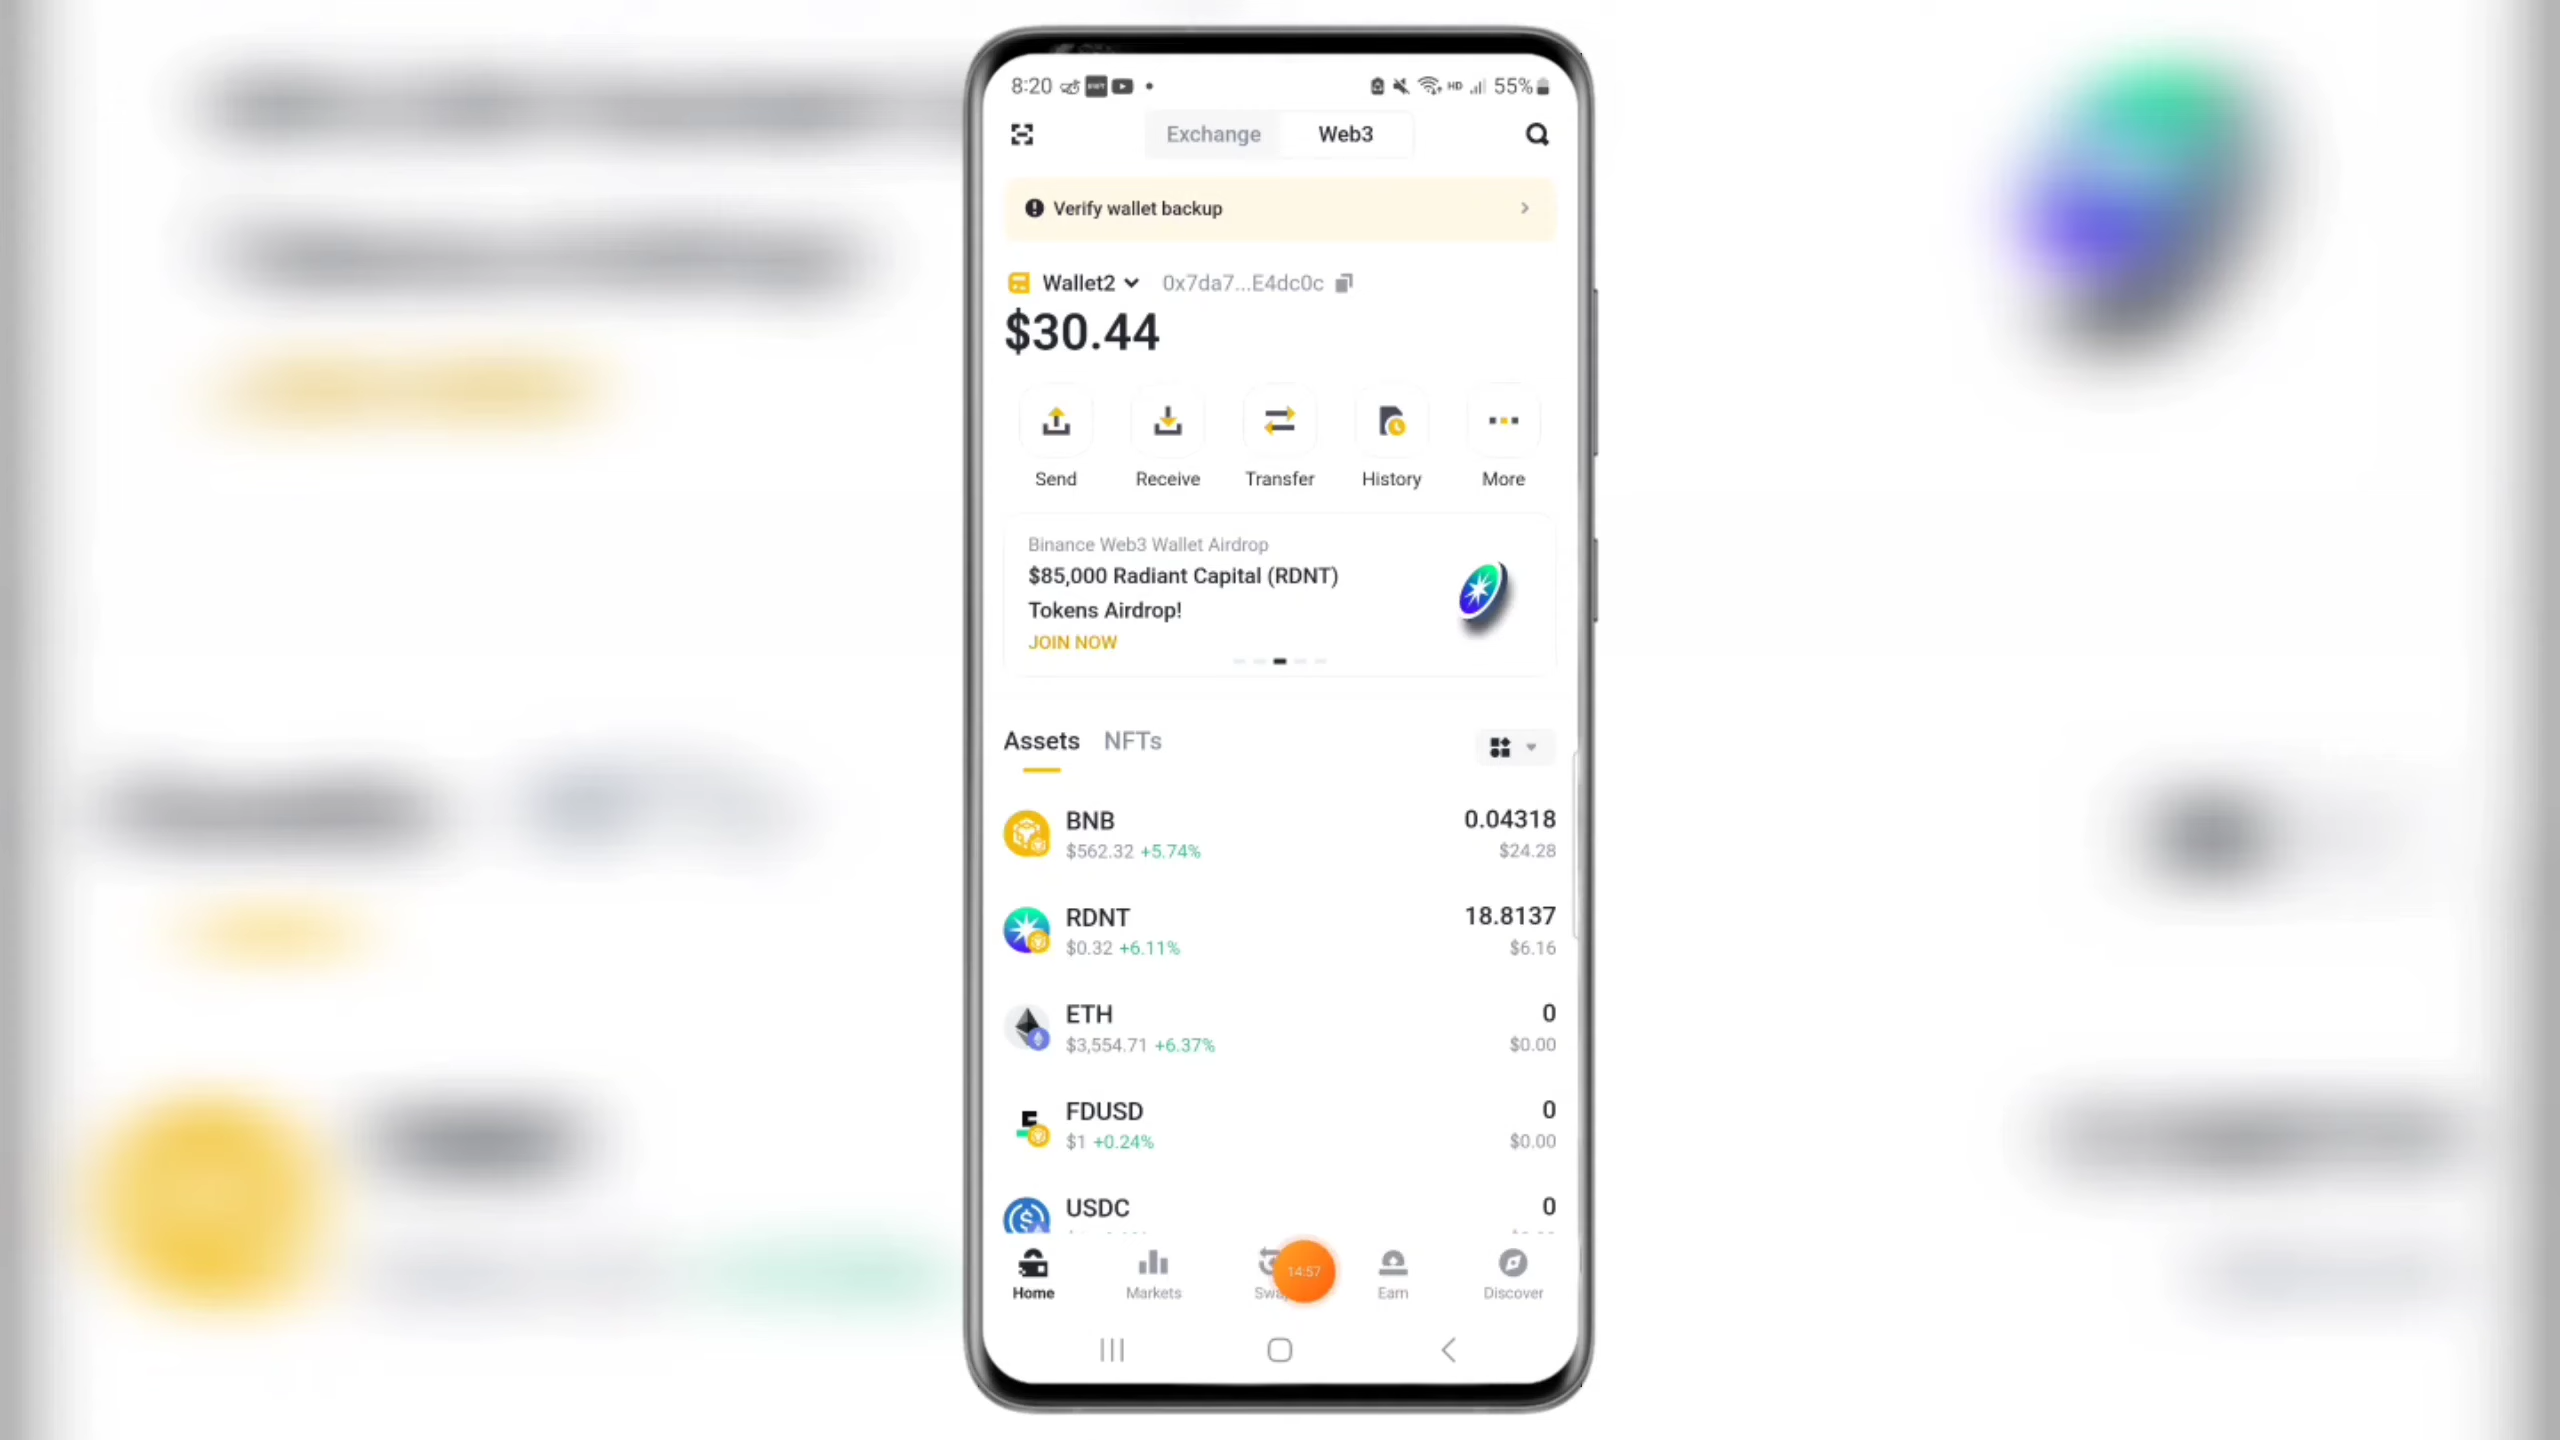 8:20
HD
55%
Exchange
Web3
Verify wallet backup
Wallet2
0x7da7...E4dc0c
$30.44
Send
Receive
Transfer
History
More
Binance Web3 Wallet Airdrop
$85,000 Radiant Capital (RDNT)
Tokens Airdrop!
JOIN NOW
Assets
NFTs
BNB
0.04318
$562.32 +5.74%
$24.28
RDNT
18.8137
$0.32 +6.11%
$6.16
ETH
0
$3,554.71 +6.37%
$0.00
FDUSD
0
$1 +0.24%
$0.00
USDC
0
14:57
Home
Markets
Swa
Earn
Discover